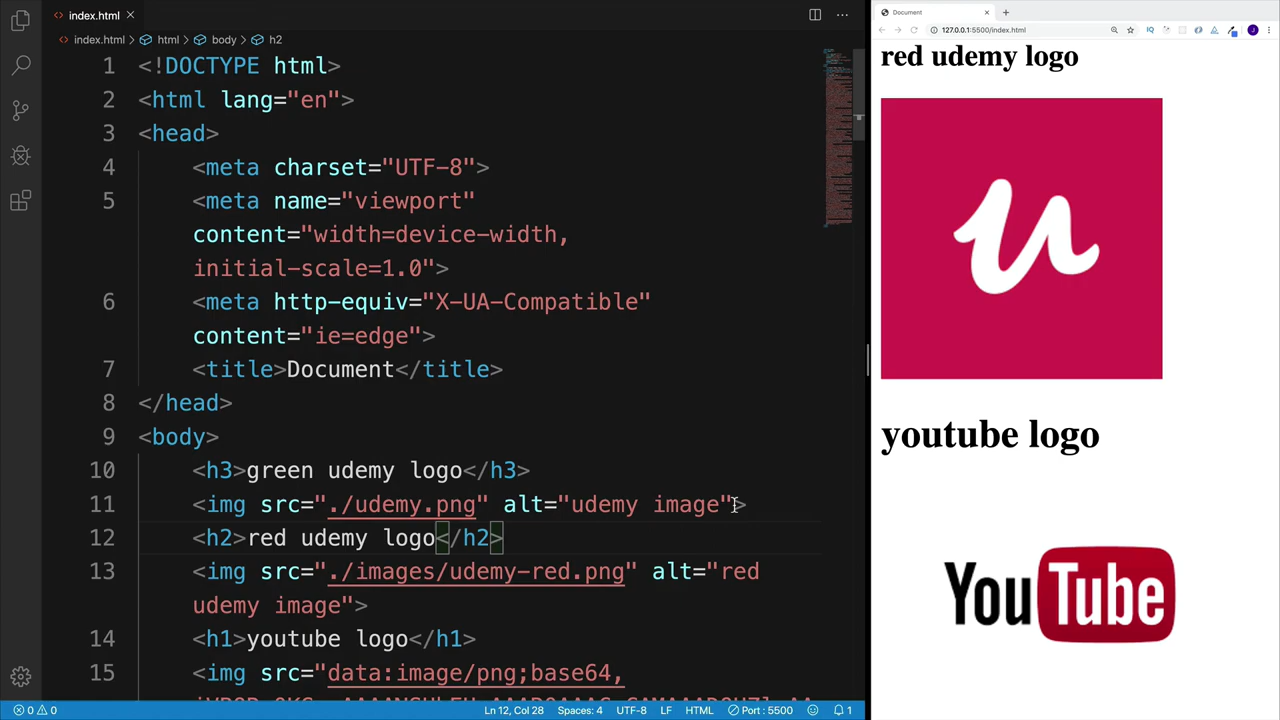 index.html
index.html > html > body > h2
1 <!DOCTYPE html>
2 <html lang="en">
3 <head>
4 <meta charset="UTF-8">
5 <meta name="viewport"
content="width=device-width,
initial-scale=1.0">
6 <meta http-equiv="X-UA-Compatible"
content="ie=edge">
7 <title>Document</title>
8 </head>
9 <body>
10 <h3>green udemy logo</h3>
11 <img src="./udemy.png" alt="udemy image">
12 <h2>red udemy logo</h2>
13 <img src="./images/udemy-red.png" alt="red
udemy image">
14 <h1>youtube logo</h1>
15 <img src="data:image/png;base64,
0 0
Ln 12, Col 28 Spaces: 4 UTF-8 LF HTML Port : 5500 1
Document
127.0.0.1:5500/index.html
J
red udemy logo
u
youtube logo
YouTube